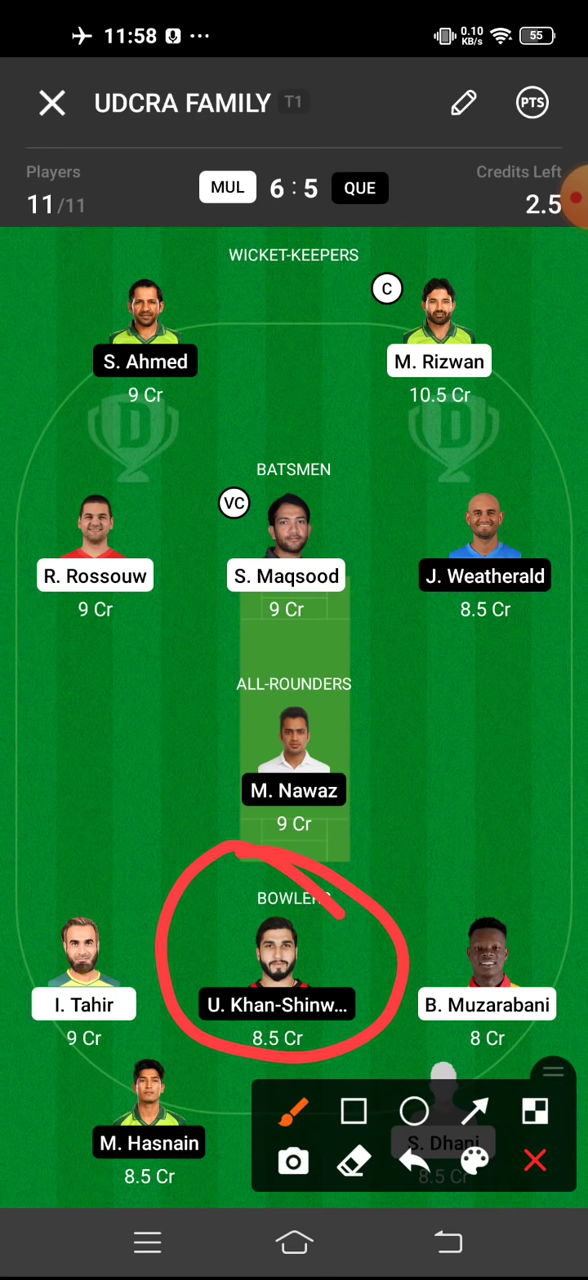 11:58
0.10
KB/s
55
UDCRA FAMILY T1
PTS
Players
Credits Left
11/11
MUL 6 : 5 QUE
2.5
WICKET-KEEPERS
C
S. Ahmed
M. Rizwan
9 Cr
10.5 Cr
D
D
BATSMEN
VC
R. Rossouw
S. Maqsood
J. Weatherald
9 Cr
9 Cr
8.5 Cr
ALL-ROUNDERS
M. Nawaz
9 Cr
BOWLERS
I. Tahir
U. Khan-Shinw...
B. Muzarabani
9 Cr
8.5 Cr
8 Cr
M. Hasnain
S. Dhani
8.5 Cr
8.5 Cr